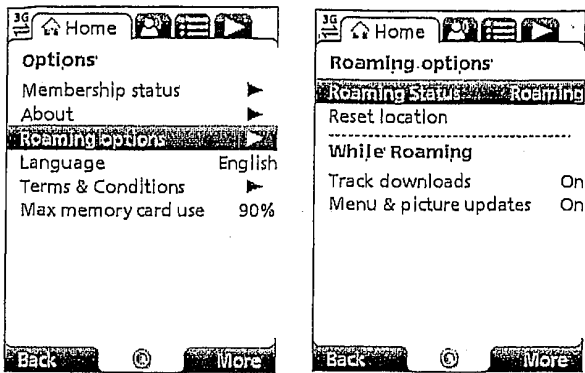 3G Home
Options
Membership status
About
Roaming options
Language English
Terms & Conditions
Max memory card use 90%
Back More
3G Home
Roaming options
Roaming Status Roaming
Reset location
While Roaming
Track downloads On
Menu & picture updates On
Back More